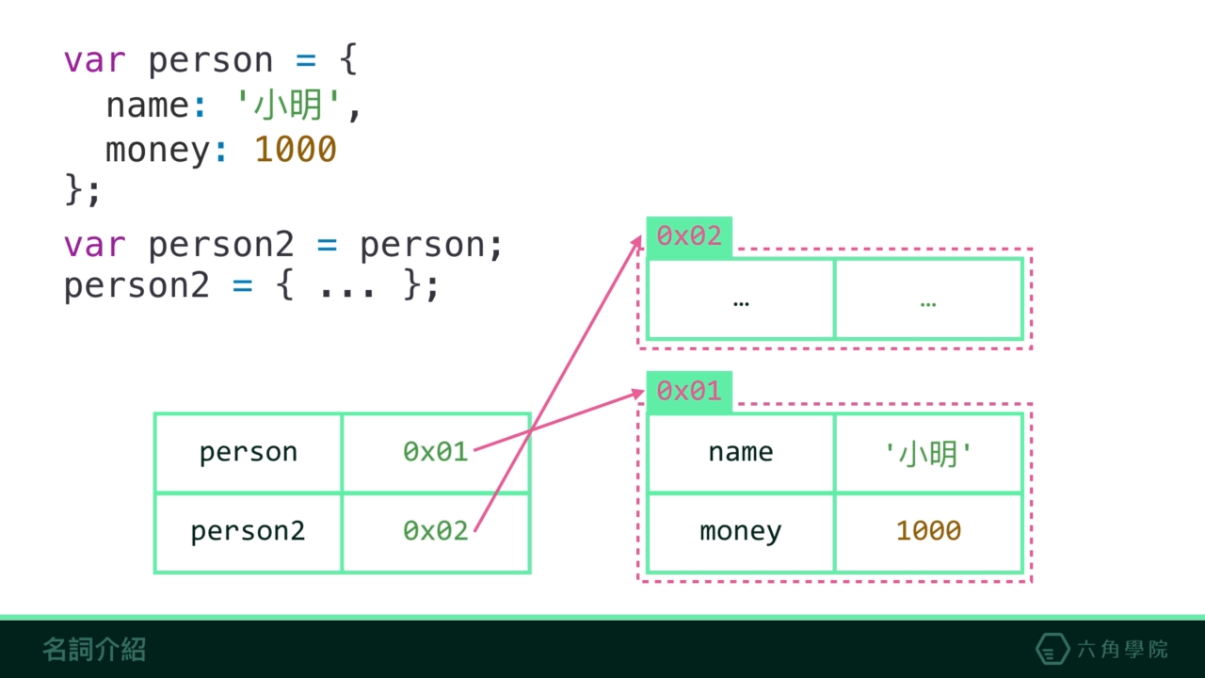 var person = {
  name: '小明',
  money: 1000
};
var person2 = person;
person2 = { ... };
0x02
… …
0x01
name '小明'
money 1000
person 0x01
person2 0x02
名詞介紹
六角學院